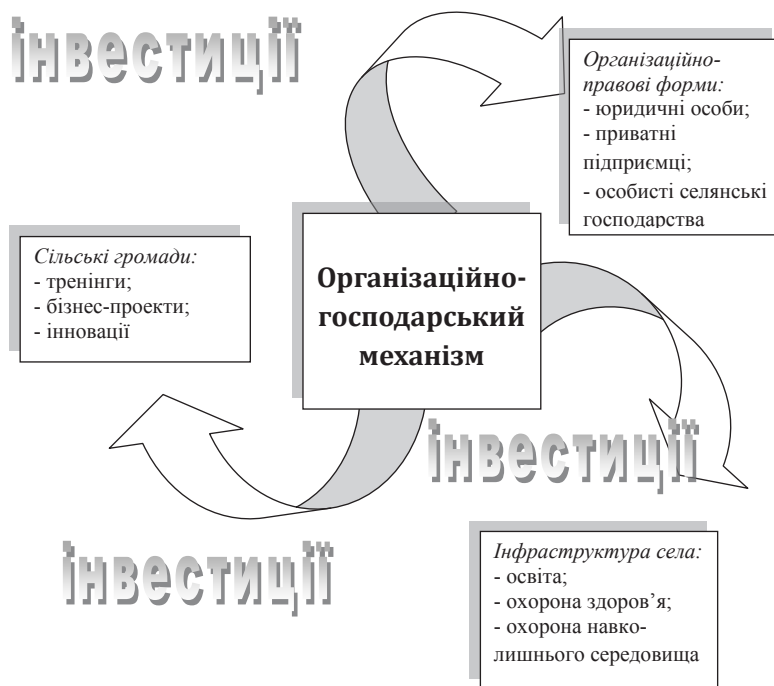 інвестиції
Організаційно-
правові форми:
- юридичні особи;
- приватні
підприємці;
- особисті селянські
господарства
Сільські громади:
- тренінги;
- бізнес-проекти;
- інновації
Організаційно-
господарський
механізм
інвестиції
інвестиції
Інфраструктура села:
- освіта;
- охорона здоров’я;
- охорона навко-
лишнього середовища